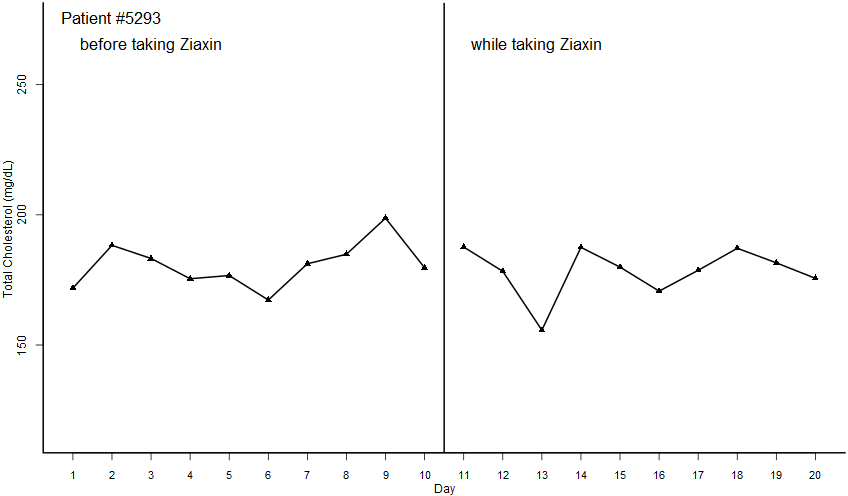 Patient #5293
before taking Ziaxin
while taking Ziaxin
250
200
150
Total Cholesterol (mg/dL)
1 2 3 4 5 6 7 8 9 10 11 12 13 14 15 16 17 18 19 20
Day